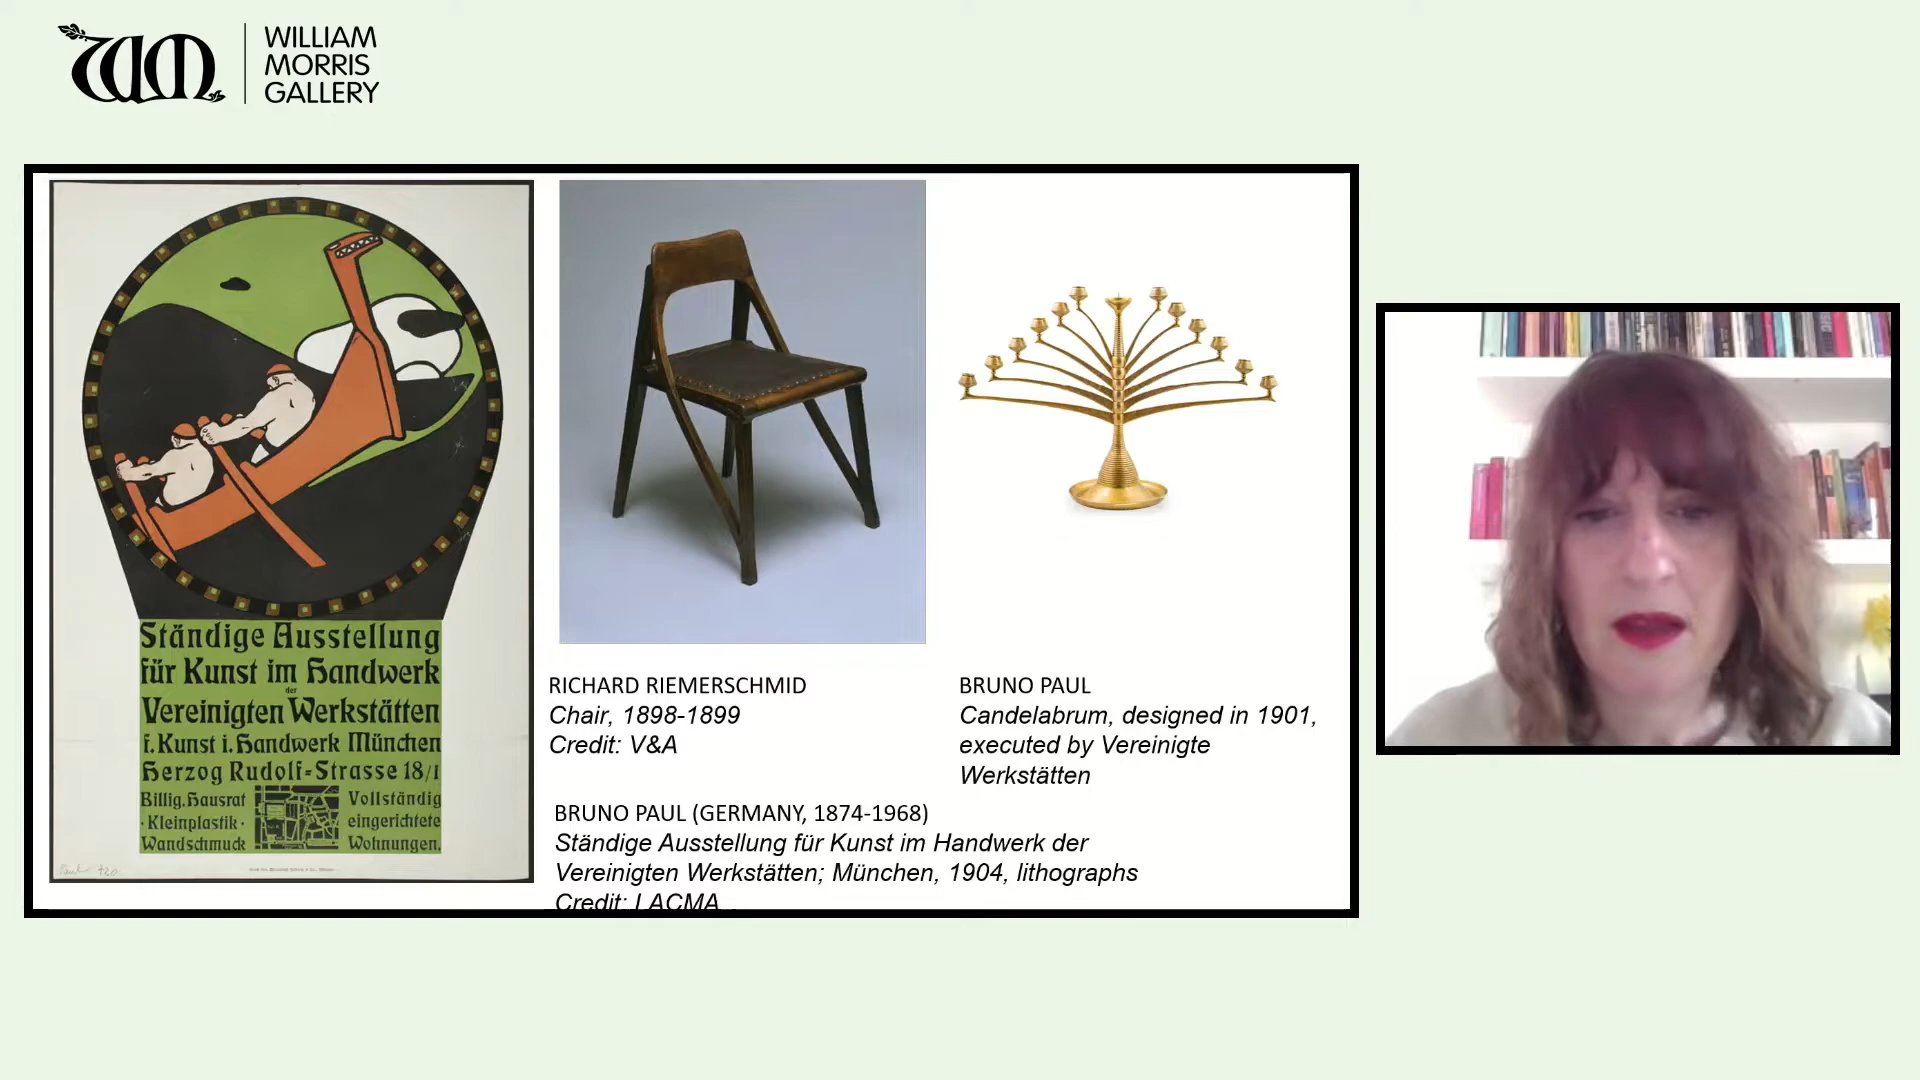 WILLIAM
MORRIS
GALLERY
Ständige Ausstellung
für Kunst im Handwerk
der
Vereinigten Werkstätten
f. Kunst i. Handwerk München
Herzog Rudolf-Strasse 18/1
Billig. Hausrat
· Kleinplastik ·
Wandschmuck
Vollständig
eingerichtete
Wohnungen.
RICHARD RIEMERSCHMID
Chair, 1898-1899
Credit: V&A
BRUNO PAUL
Candelabrum, designed in 1901,
executed by Vereinigte
Werkstätten
BRUNO PAUL (GERMANY, 1874-1968)
Ständige Ausstellung für Kunst im Handwerk der
Vereinigten Werkstätten; München, 1904, lithographs
Credit: LACMA